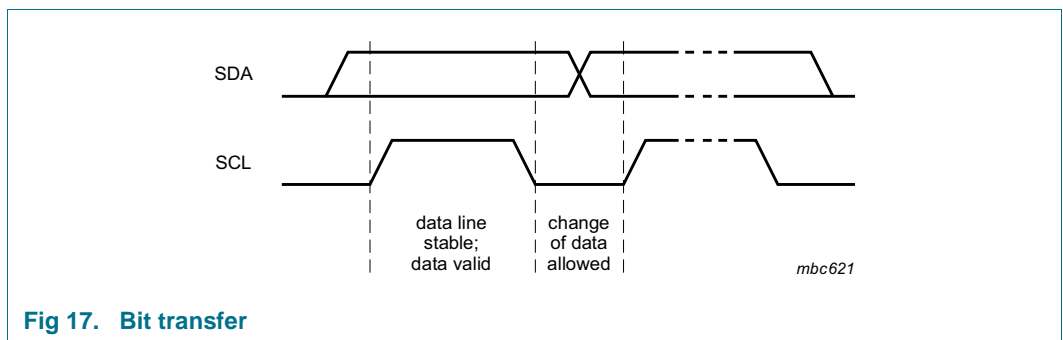 SDA
SCL
data line
stable;
data valid
change
of data
allowed
mbc621
Fig 17. Bit transfer